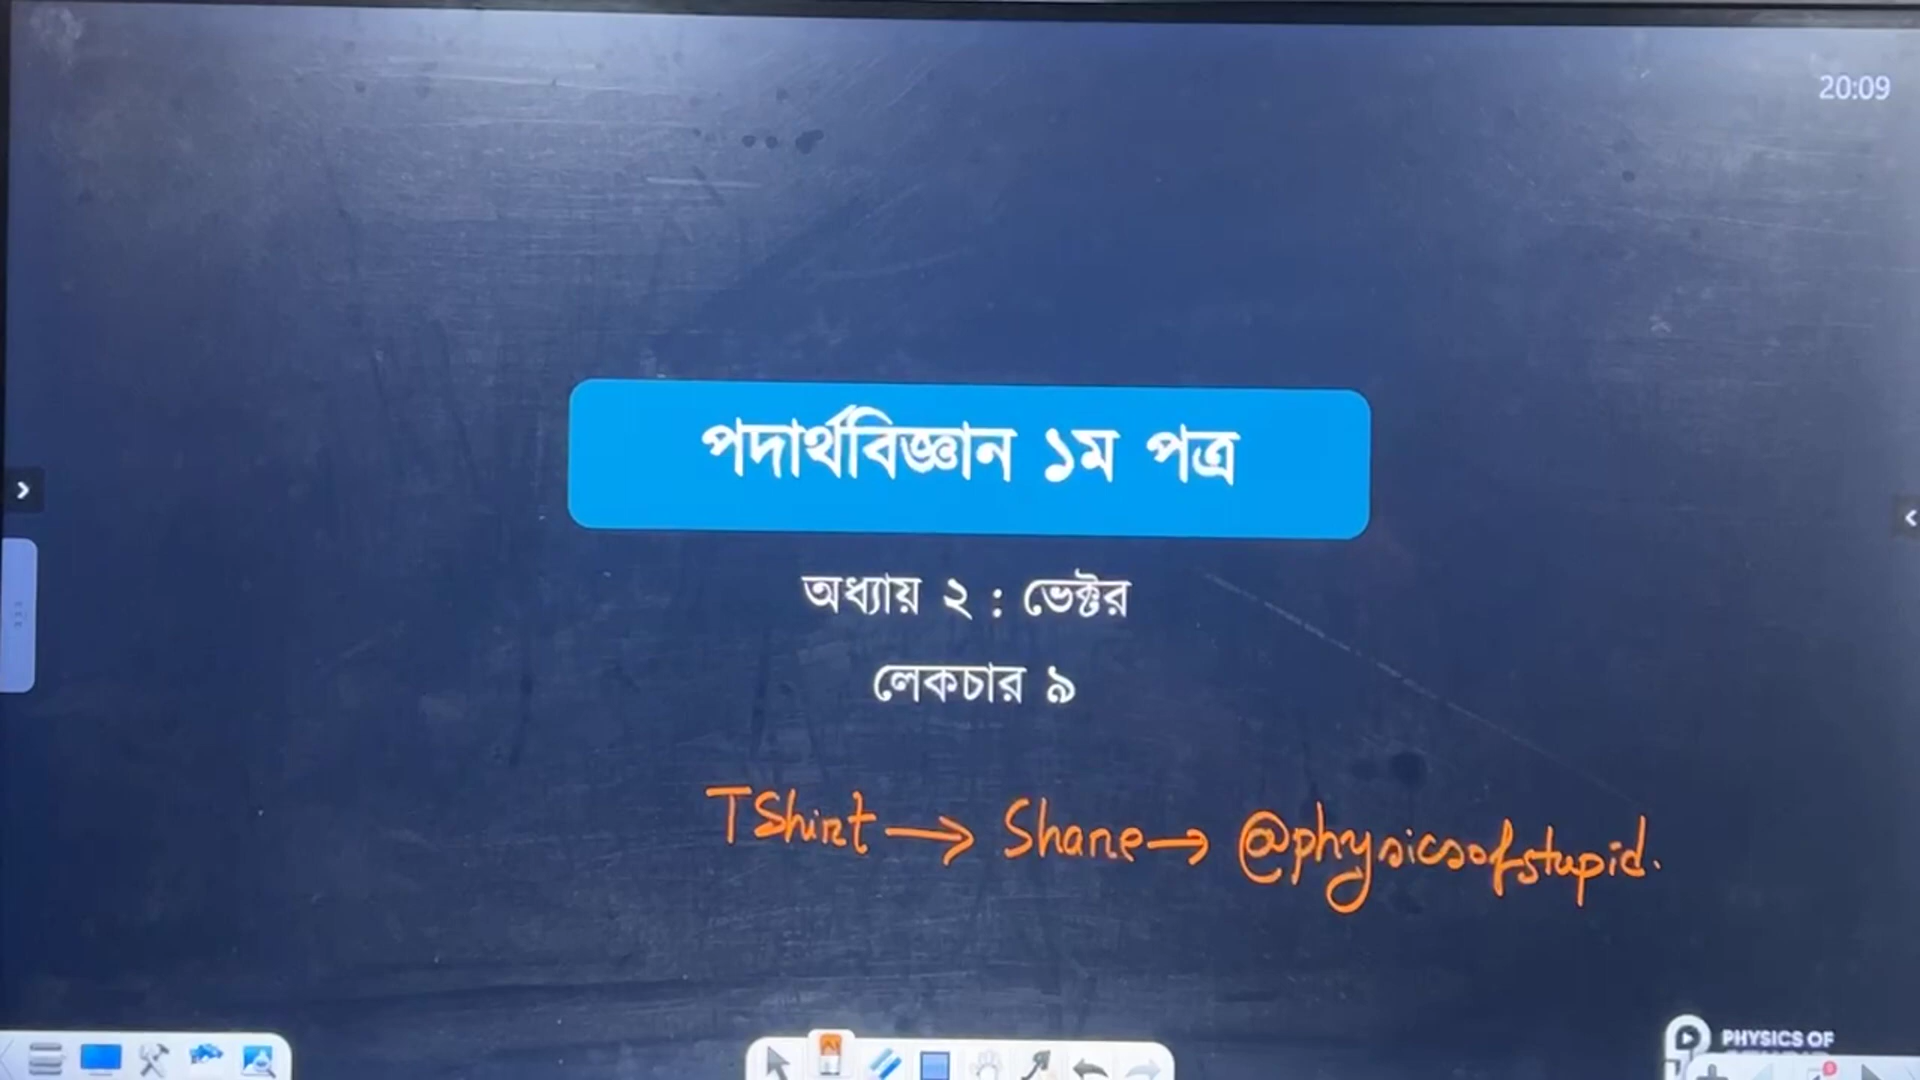 20:09
পদার্থবিজ্ঞান ১ম পত্র
অধ্যায় ২ : ভেক্টর
লেকচার ৯
TShirt → Share → @physicsofstupid.
PHYSICS OF